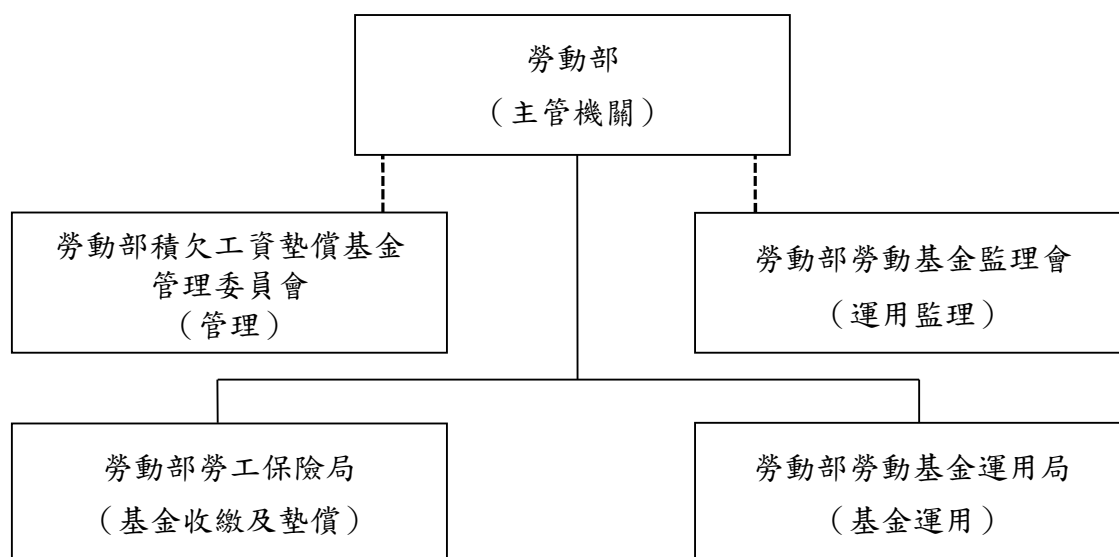 勞動部
（主管機關）
勞動部積欠工資墊償基金
管理委員會
（管理）
勞動部勞動基金監理會
（運用監理）
勞動部勞工保險局
（基金收繳及墊償）
勞動部勞動基金運用局
（基金運用）